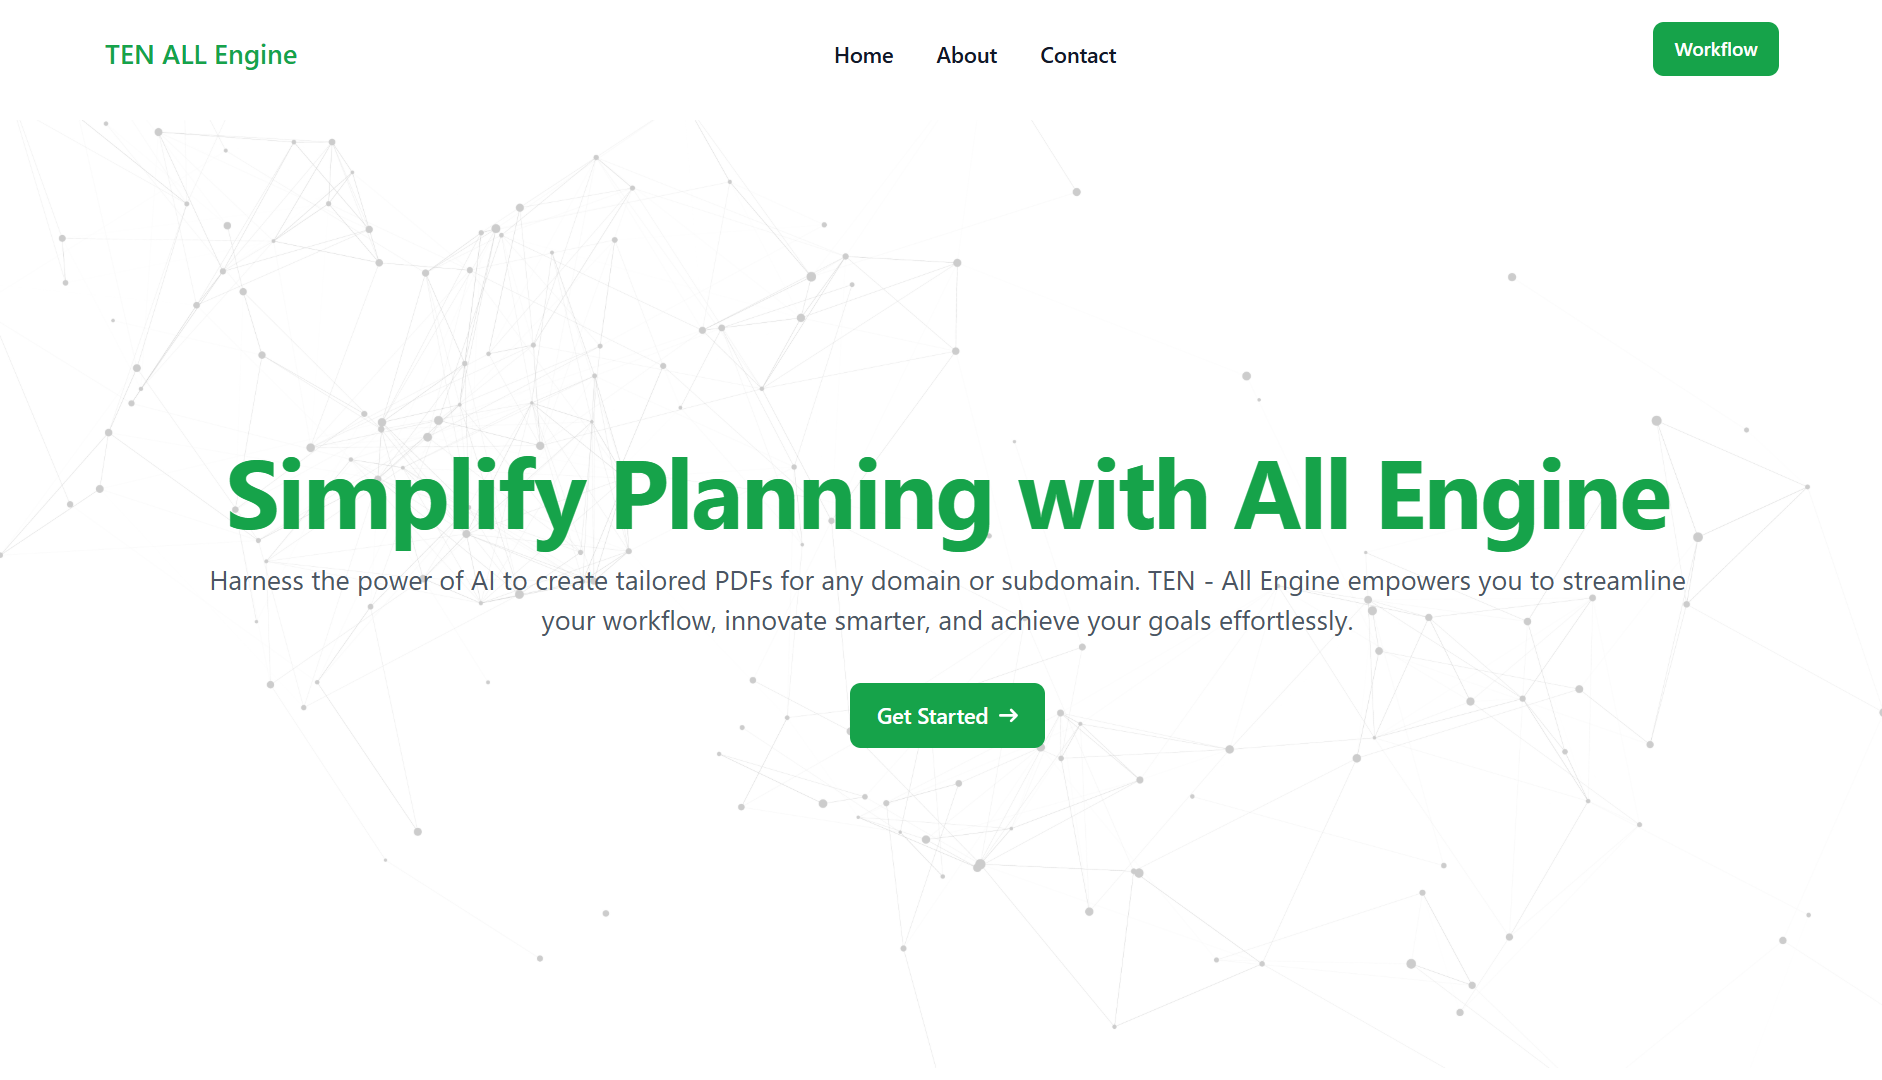 TEN ALL Engine
Home
About
Contact
Workflow
Simplify Planning with All Engine
Harness the power of AI to create tailored PDFs for any domain or subdomain. TEN - All Engine empowers you to streamline
your workflow, innovate smarter, and achieve your goals effortlessly.
Get Started →